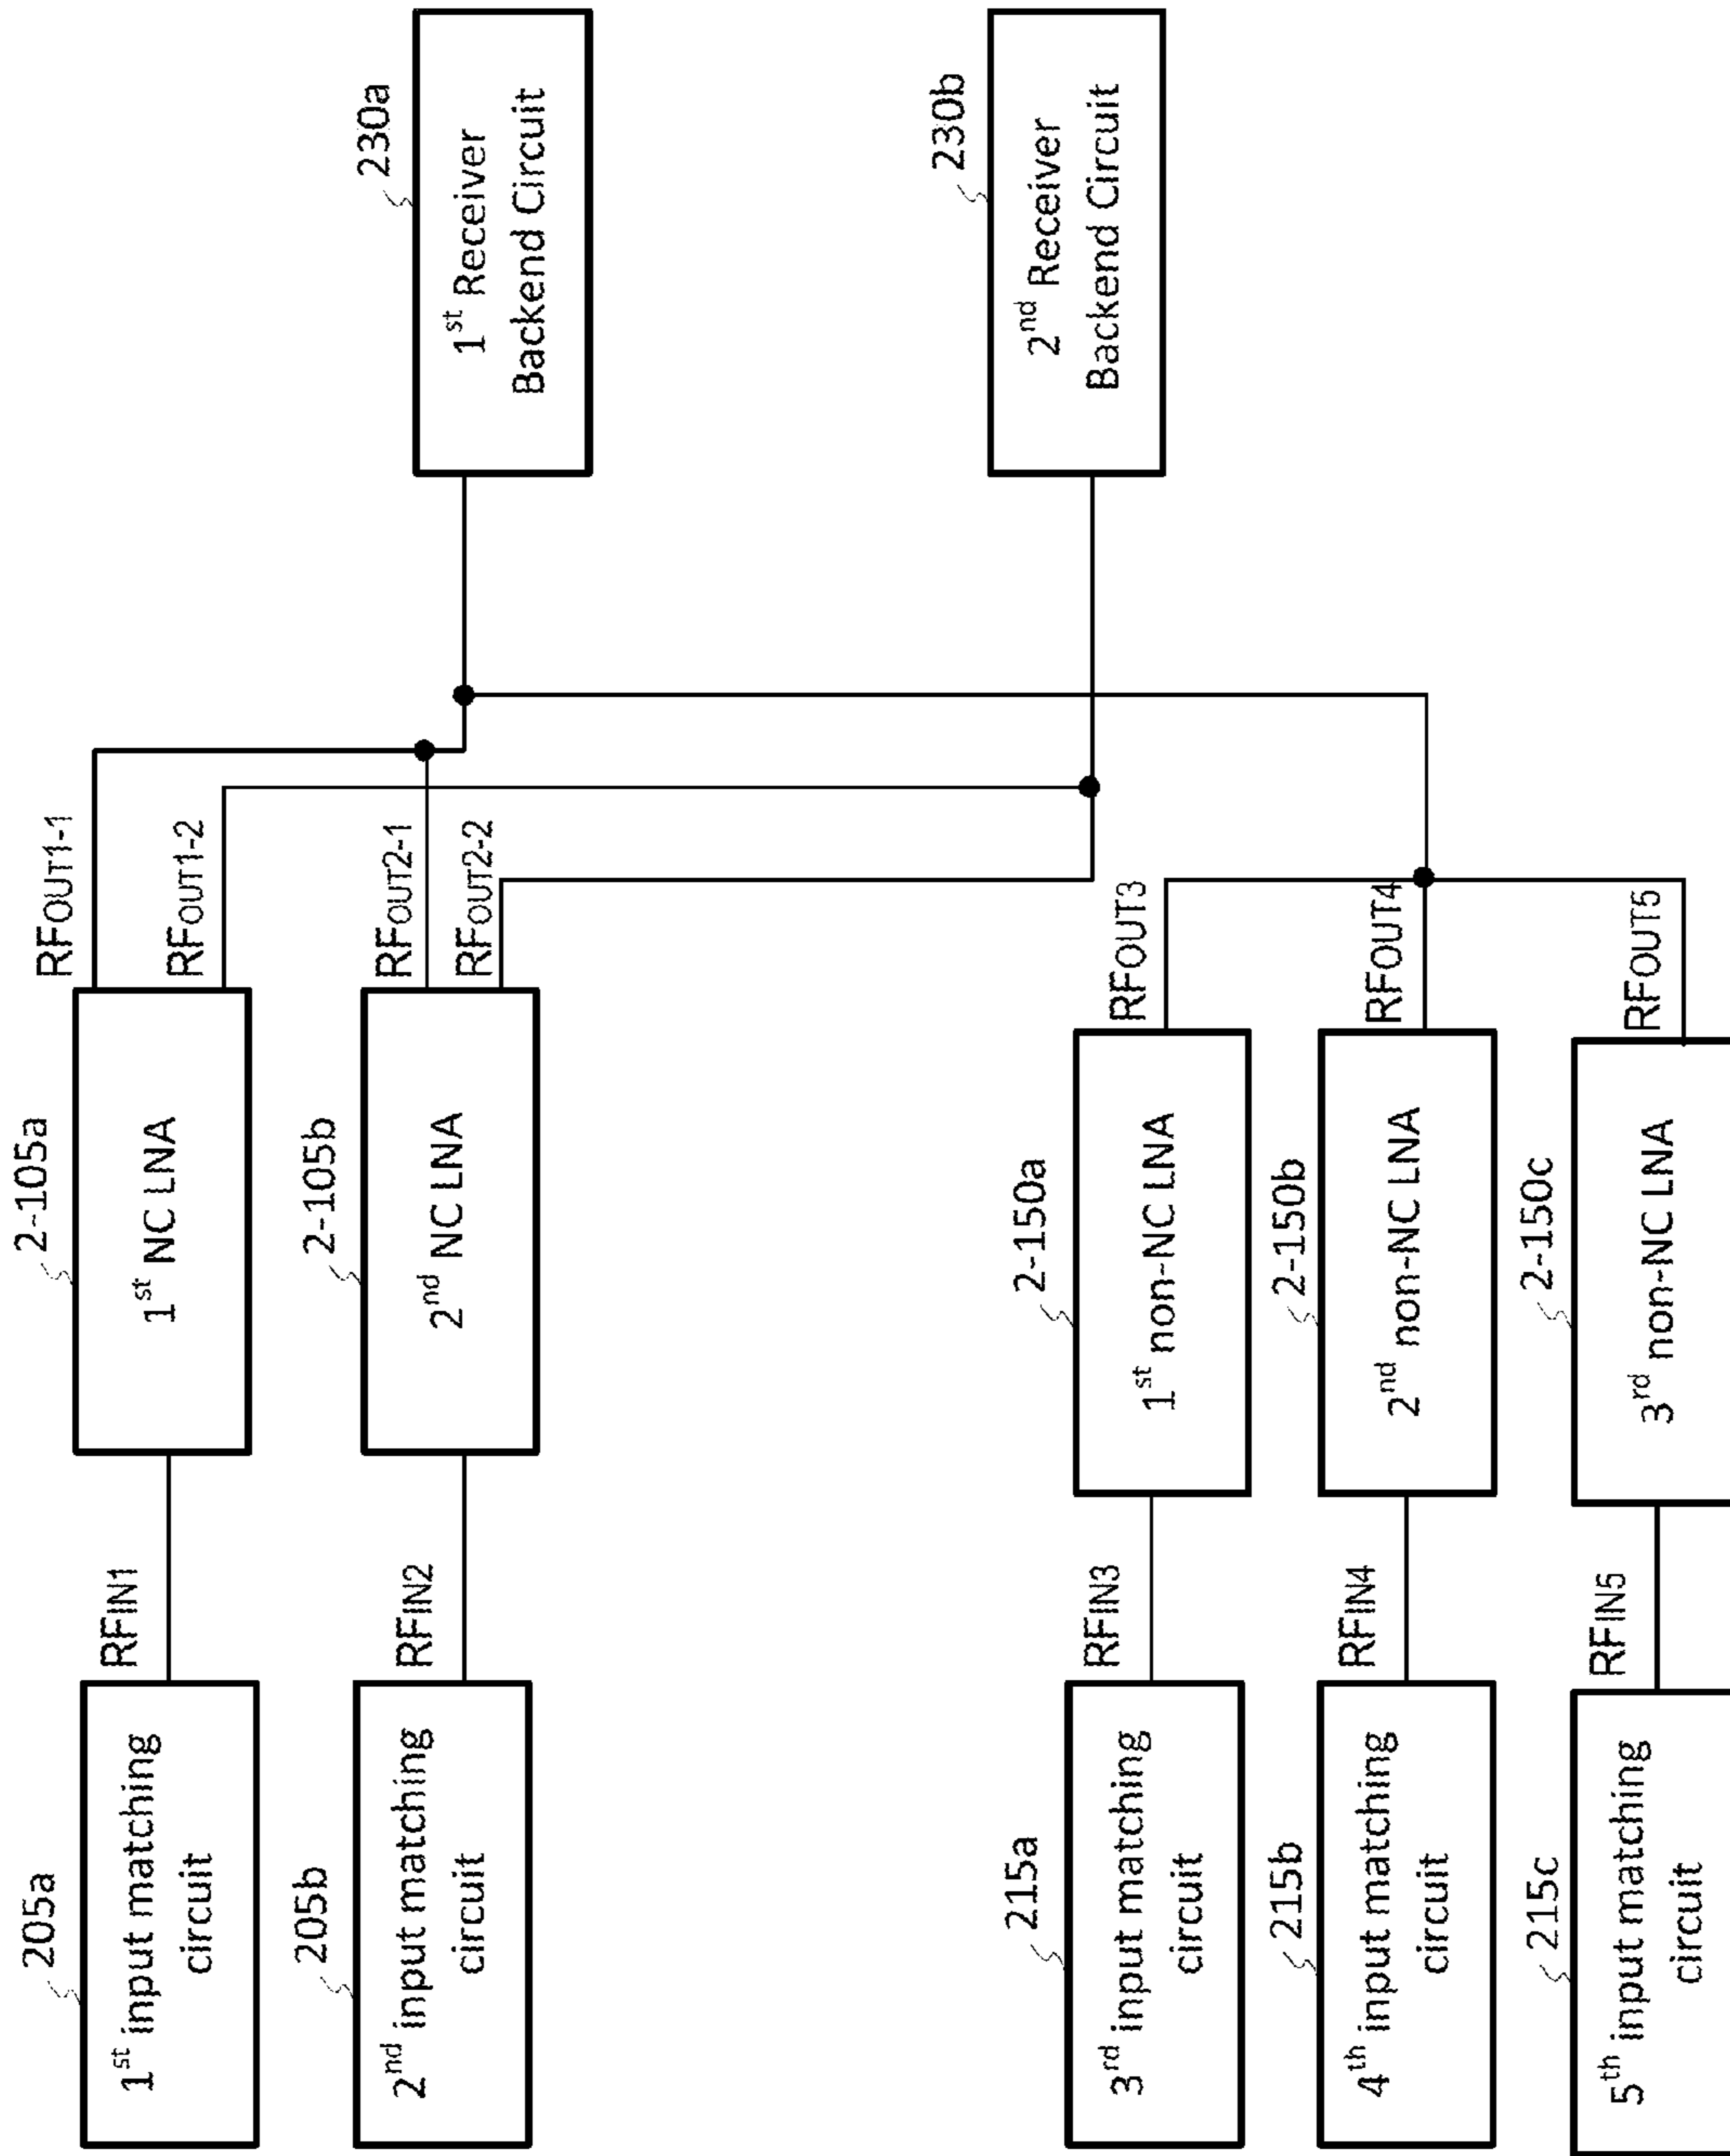 205a
1st input matching
circuit
RFIN1
2-105a
1st NC LNA
RFOUT1-1
RFOUT1-2
205b
2nd input matching
circuit
RFIN2
2-105b
2nd NC LNA
RFOUT2-1
RFOUT2-2
230a
1st Receiver
Backend Circuit
230b
2nd Receiver
Backend Circuit
215a
3rd input matching
circuit
RFIN3
2-150a
1st non-NC LNA
RFOUT3
215b
4th input matching
circuit
RFIN4
2-150b
2nd non-NC LNA
RFOUT4
215c
5th input matching
circuit
RFIN5
2-150c
3rd non-NC LNA
RFOUT5